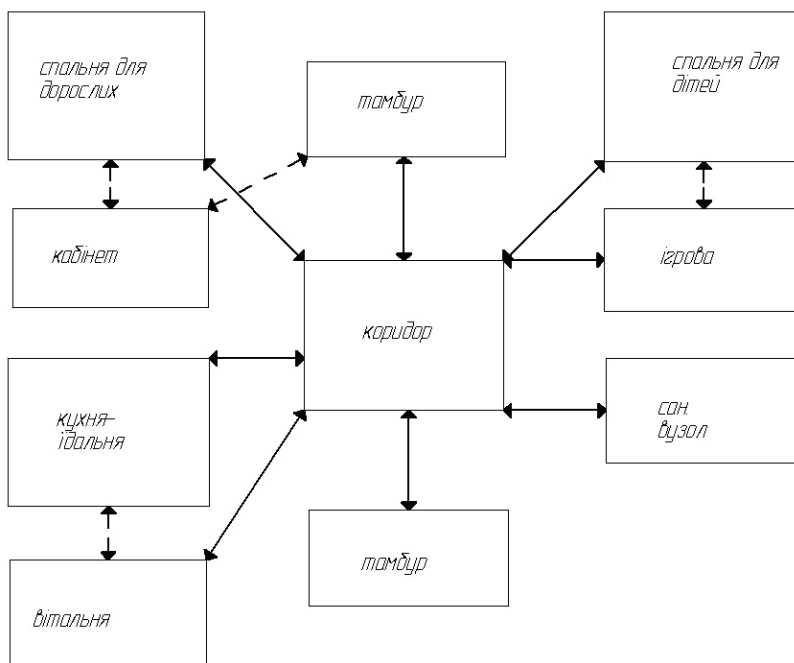 спальня для
дорослих
тамбур
спальня для
дітей
кабінет
ігрова
коридор
кухня-
їдальня
сан.
вузол
тамбур
вітальня